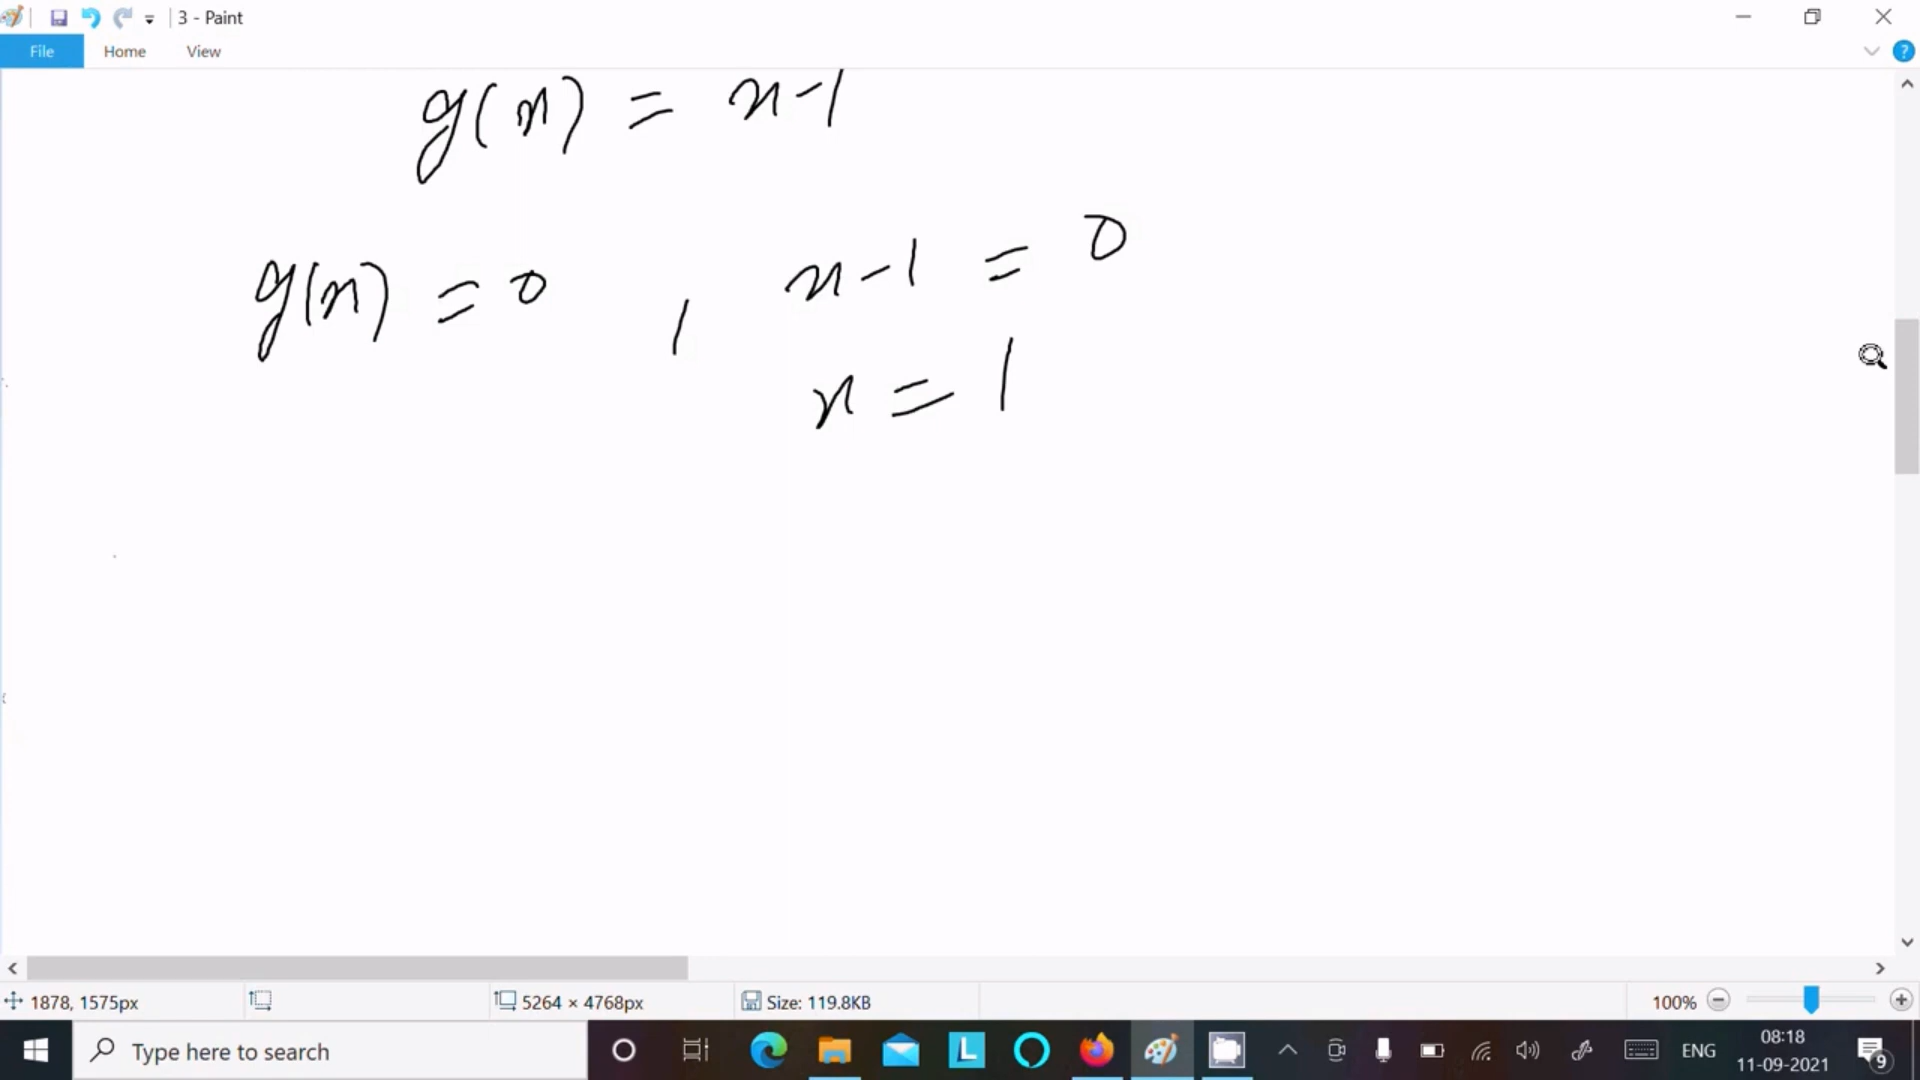 3 - Paint
File Home View
g(x) = x-1
g(x) = 0 , x-1 = 0
x = 1
1878, 1575px 5264 × 4768px Size: 119.8KB 100%
Type here to search L ENG 08:18
11-09-2021 9